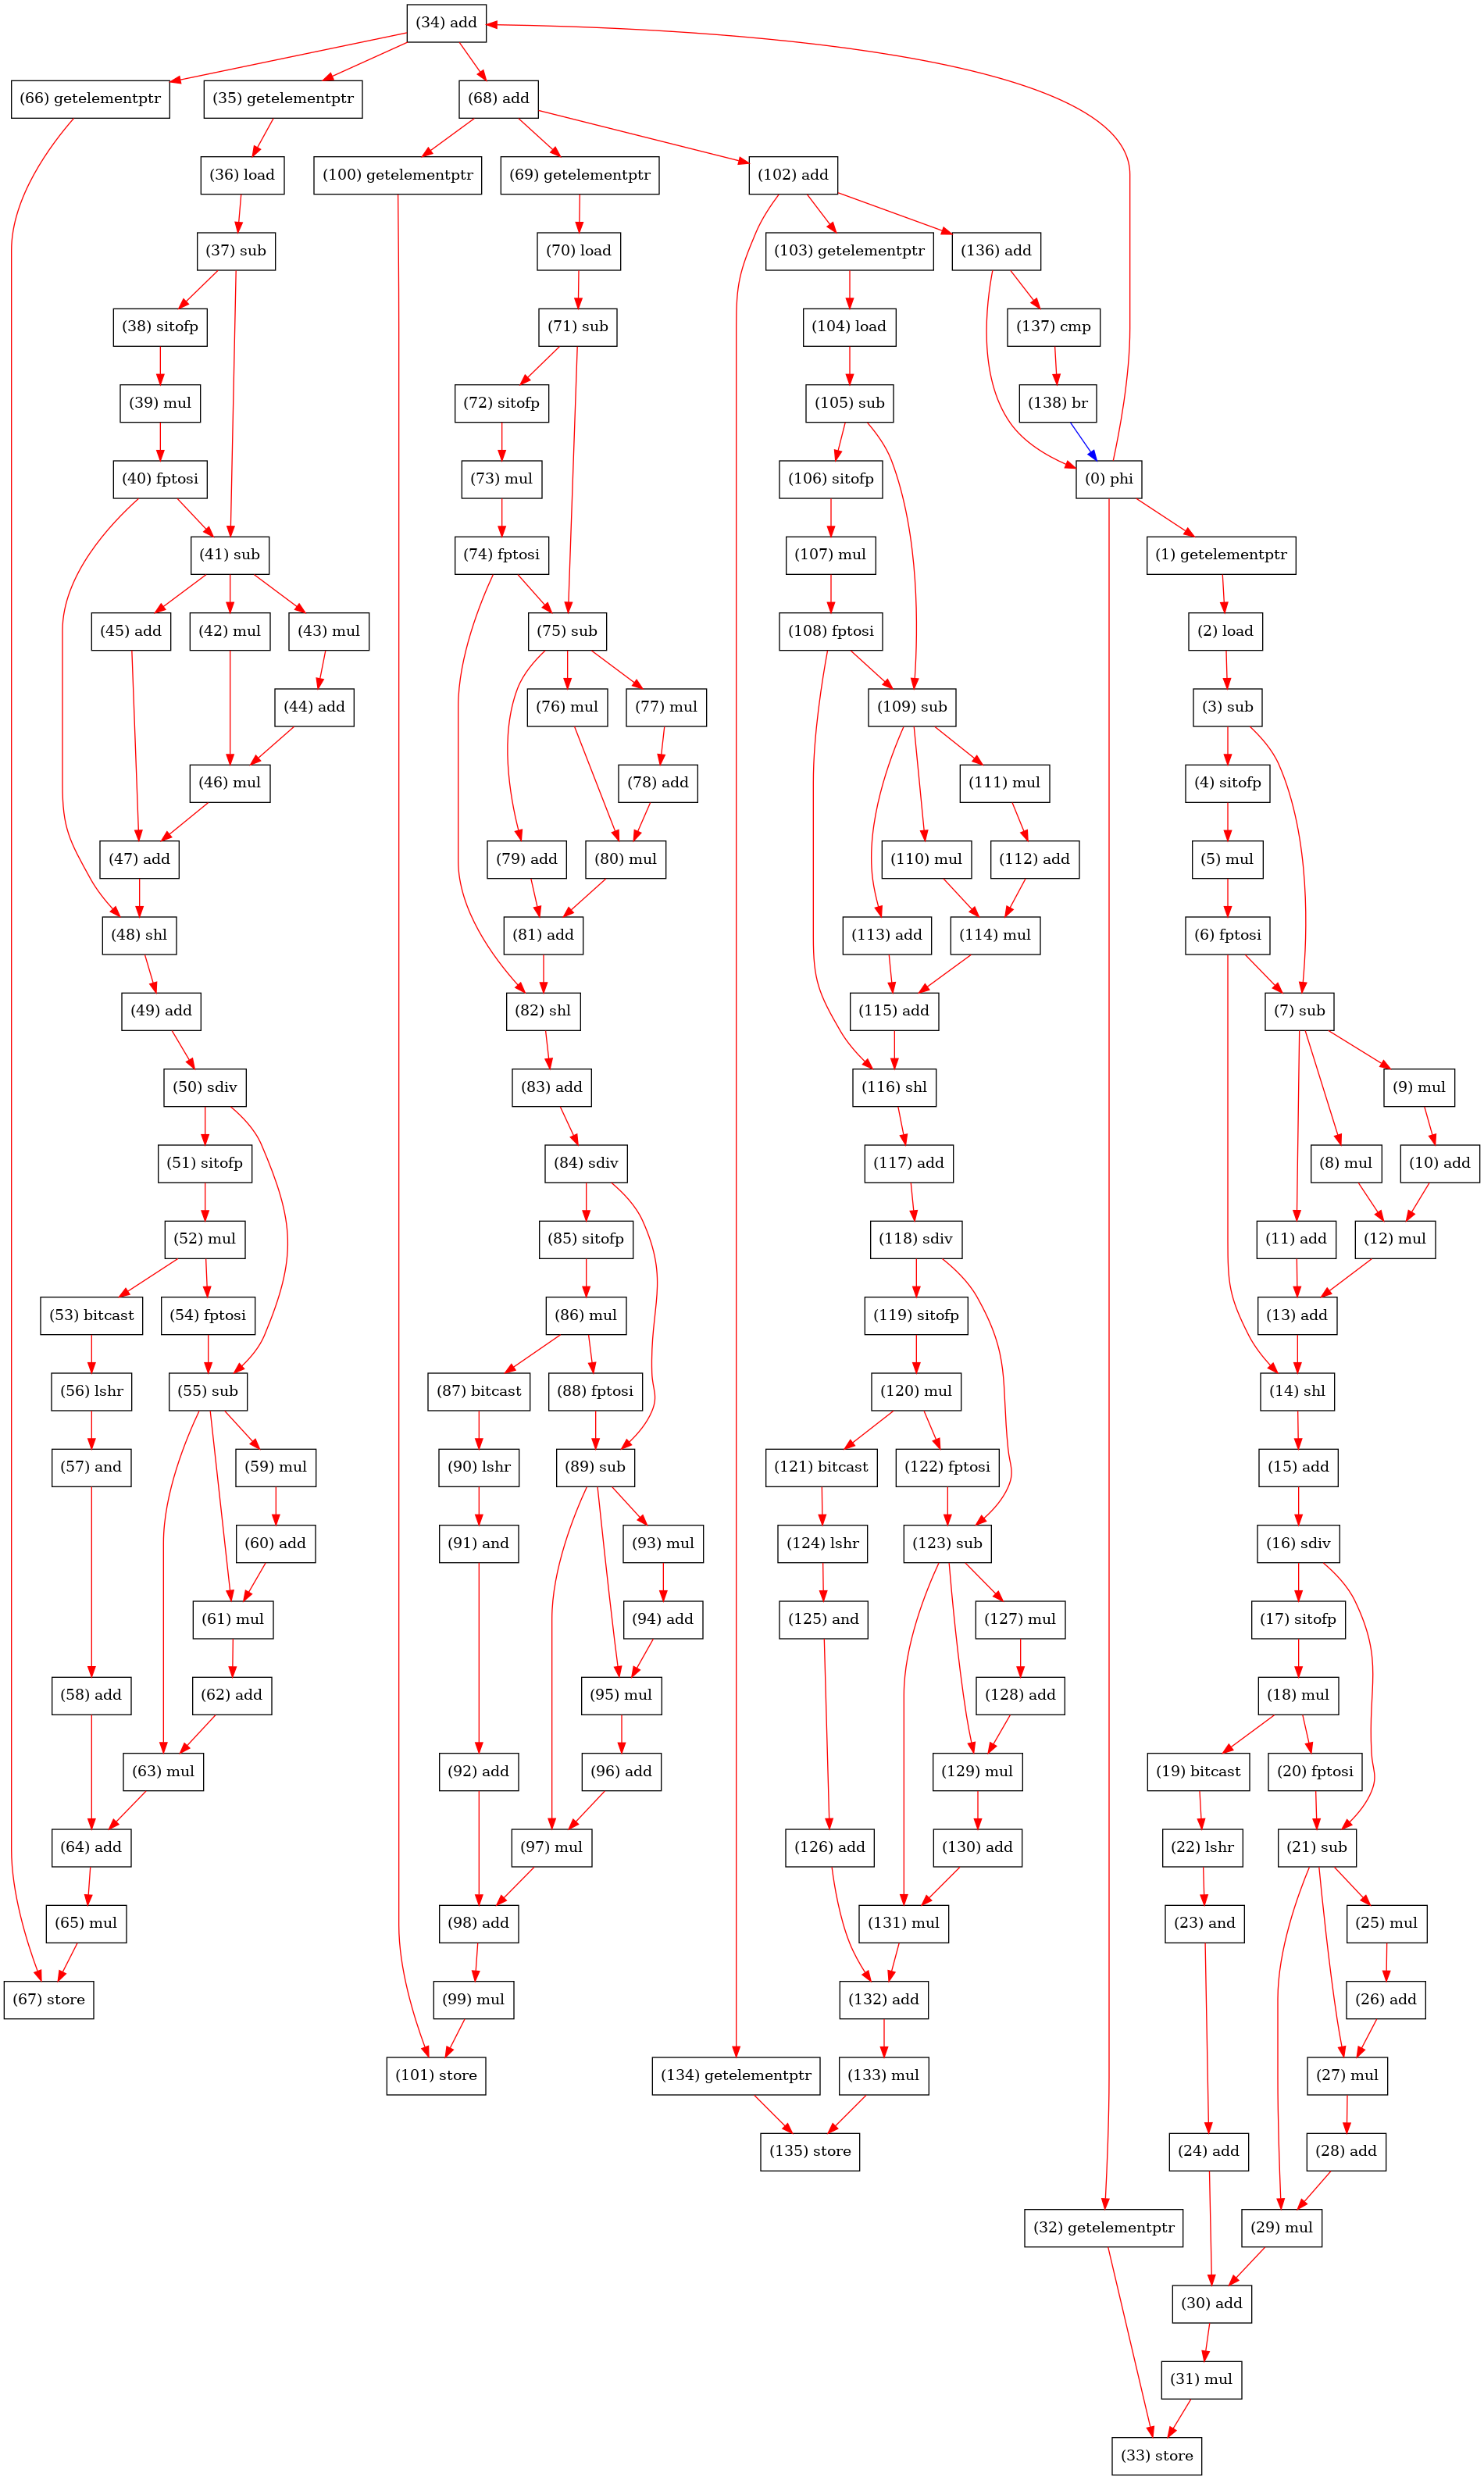 (34) add
(66) getelementptr
(35) getelementptr
(68) add
(36) load
(100) getelementptr
(69) getelementptr
(102) add
(37) sub
(70) load
(103) getelementptr
(136) add
(38) sitofp
(71) sub
(104) load
(137) cmp
(39) mul
(72) sitofp
(105) sub
(138) br
(40) fptosi
(73) mul
(106) sitofp
(0) phi
(41) sub
(74) fptosi
(107) mul
(1) getelementptr
(45) add
(42) mul
(43) mul
(75) sub
(108) fptosi
(2) load
(44) add
(76) mul
(77) mul
(109) sub
(3) sub
(46) mul
(78) add
(111) mul
(4) sitofp
(47) add
(79) add
(80) mul
(110) mul
(112) add
(5) mul
(48) shl
(81) add
(113) add
(114) mul
(6) fptosi
(49) add
(82) shl
(115) add
(7) sub
(50) sdiv
(83) add
(116) shl
(9) mul
(51) sitofp
(84) sdiv
(117) add
(8) mul
(10) add
(52) mul
(85) sitofp
(118) sdiv
(11) add
(12) mul
(53) bitcast
(54) fptosi
(86) mul
(119) sitofp
(13) add
(56) lshr
(55) sub
(87) bitcast
(88) fptosi
(120) mul
(14) shl
(57) and
(59) mul
(90) lshr
(89) sub
(121) bitcast
(122) fptosi
(15) add
(60) add
(91) and
(93) mul
(124) lshr
(123) sub
(16) sdiv
(61) mul
(94) add
(125) and
(127) mul
(17) sitofp
(58) add
(62) add
(95) mul
(128) add
(18) mul
(63) mul
(92) add
(96) add
(129) mul
(19) bitcast
(20) fptosi
(64) add
(97) mul
(126) add
(130) add
(22) lshr
(21) sub
(65) mul
(98) add
(131) mul
(23) and
(25) mul
(67) store
(99) mul
(132) add
(26) add
(101) store
(134) getelementptr
(133) mul
(27) mul
(135) store
(24) add
(28) add
(32) getelementptr
(29) mul
(30) add
(31) mul
(33) store